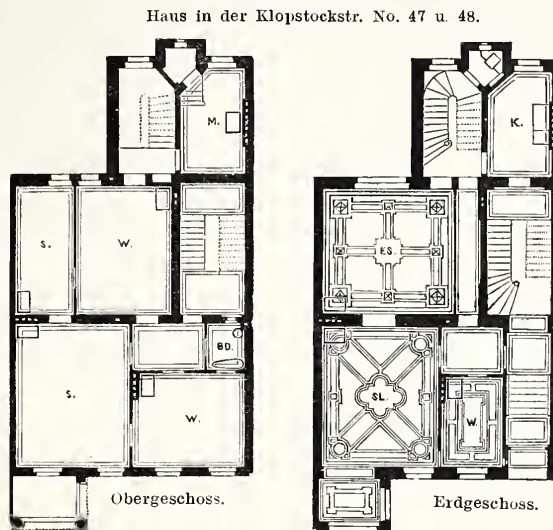 Haus in der Klopstockstr. No. 47 u. 48.
M.
S.
W.
S.
BD.
W.
Obergeschoss.
K.
ES.
SL.
W.
Erdgeschoss.